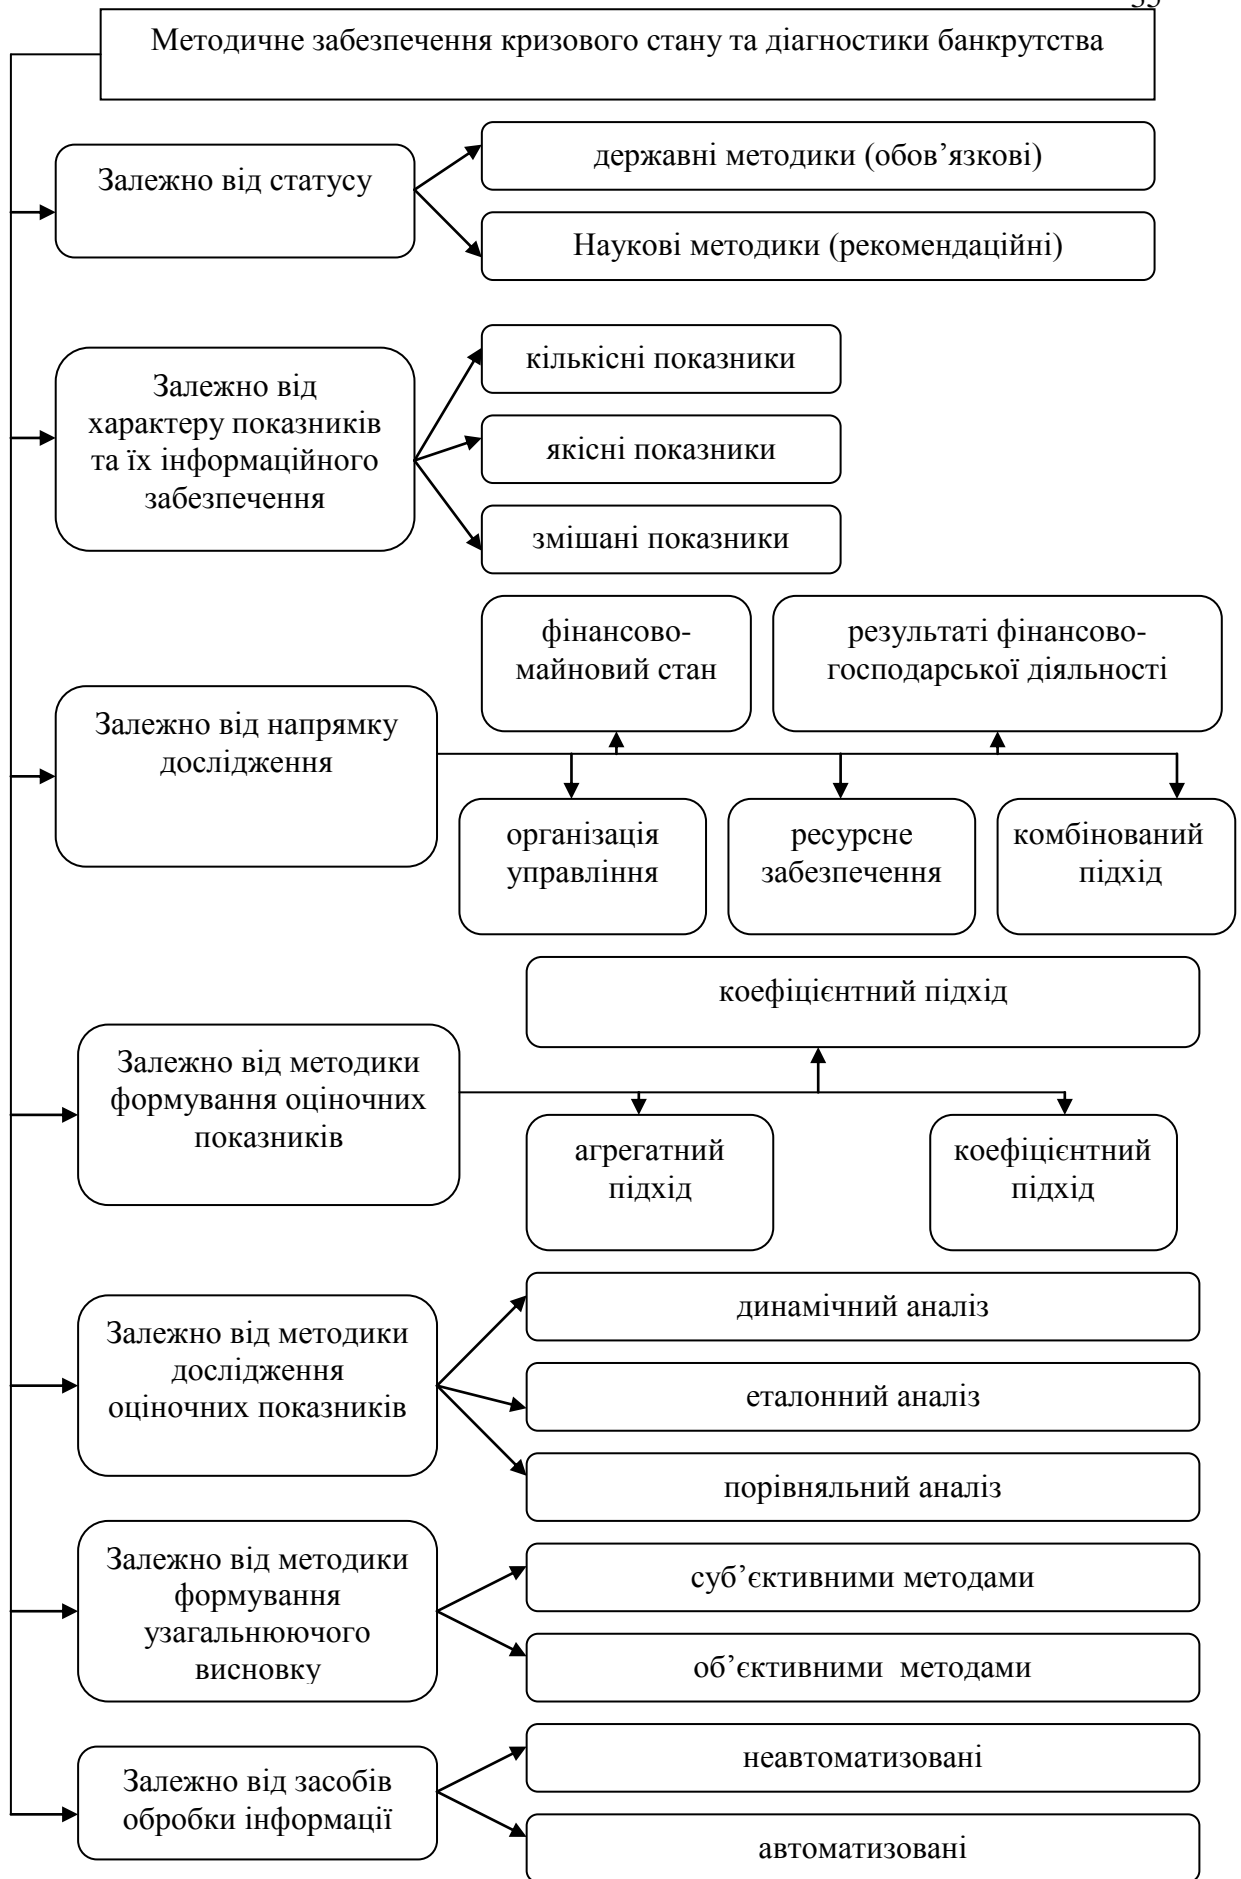 Методичне забезпечення кризового стану та діагностики банкрутства
Залежно від статусу
державні методики (обов’язкові)
Наукові методики (рекомендаційні)
Залежно від
характеру показників
та їх інформаційного
забезпечення
кількісні показники
якісні показники
змішані показники
фінансово-
майновий стан
результаті фінансово-
господарської діяльності
Залежно від напрямку
дослідження
організація
управління
ресурсне
забезпечення
комбінований
підхід
коефіцієнтний підхід
Залежно від методики
формування оціночних
показників
агрегатний
підхід
коефіцієнтний
підхід
Залежно від методики
дослідження
оціночних показників
динамічний аналіз
еталонний аналіз
порівняльний аналіз
Залежно від методики
формування
узагальнюючого
висновку
суб’єктивними методами
об’єктивними  методами
Залежно від засобів
обробки інформації
неавтоматизовані
автоматизовані